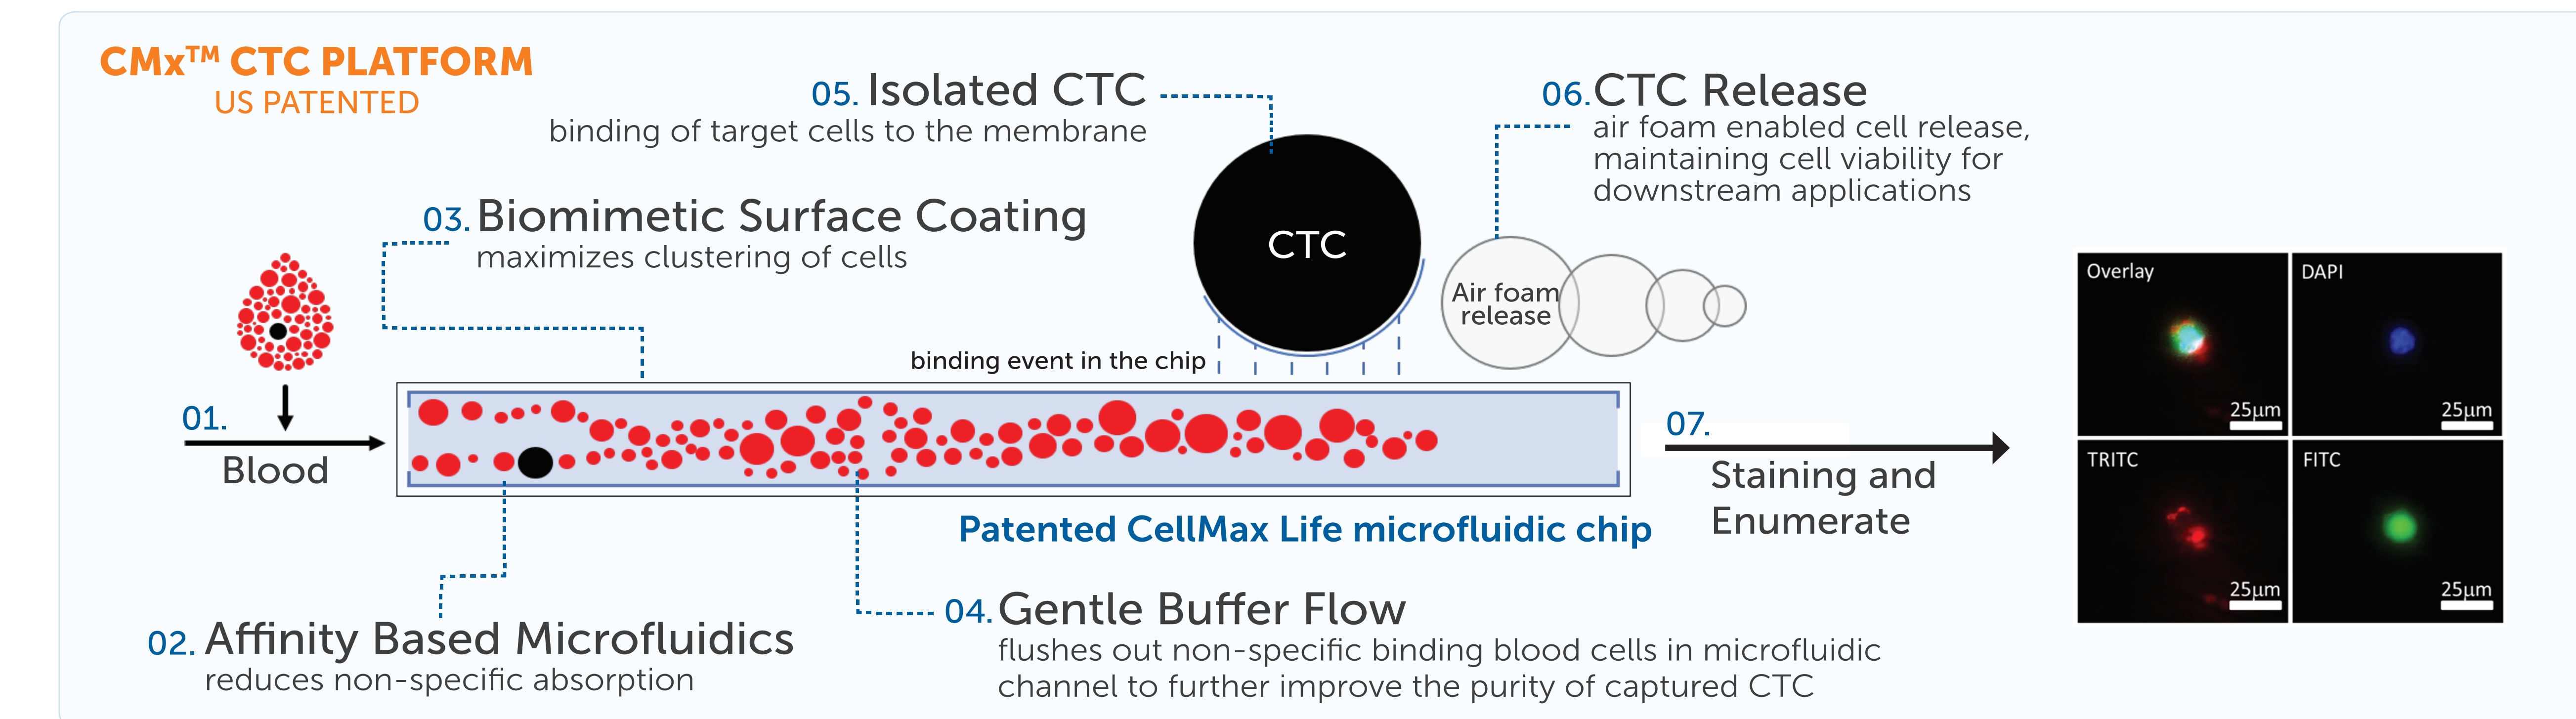 CMx™ CTC PLATFORM
US PATENTED
05. Isolated CTC
binding of target cells to the membrane
06. CTC Release
air foam enabled cell release,
maintaining cell viability for
downstream applications
03. Biomimetic Surface Coating
maximizes clustering of cells
CTC
Air foam
release
binding event in the chip
01.
Blood
07.
Staining and
Enumerate
Patented CellMax Life microfluidic chip
02. Affinity Based Microfluidics
reduces non-specific absorption
04. Gentle Buffer Flow
flushes out non-specific binding blood cells in microfluidic
channel to further improve the purity of captured CTC
Overlay
25μm
DAPI
25μm
TRITC
25μm
FITC
25μm